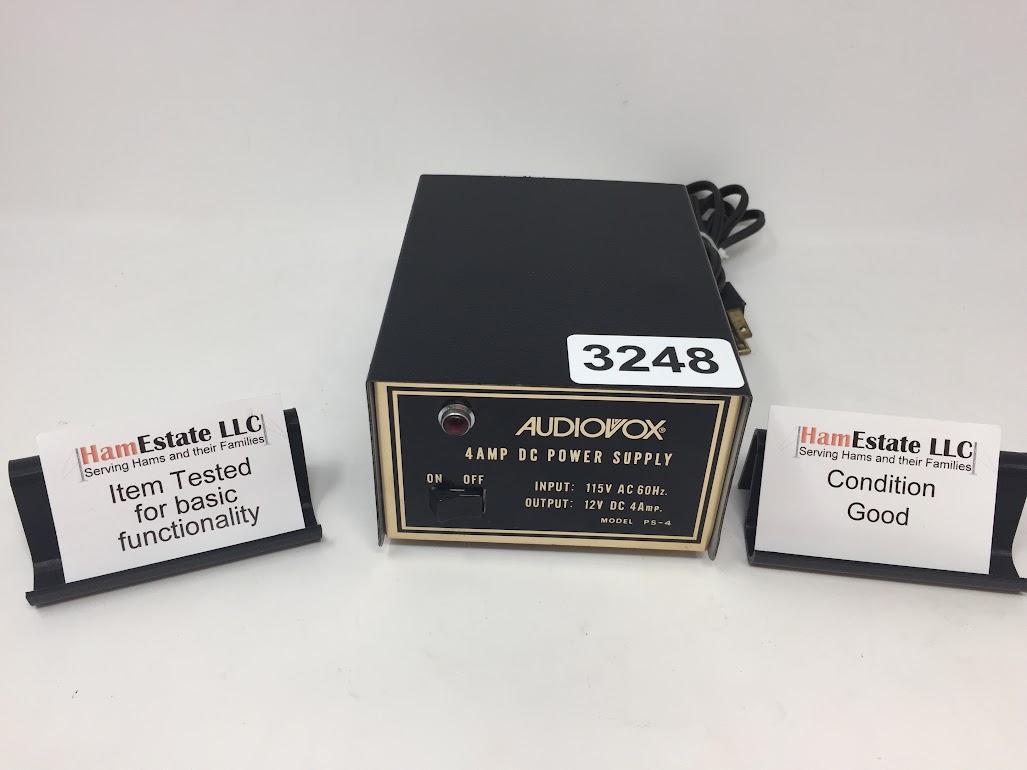 3248
AUDIOVOX®
4AMP DC POWER SUPPLY
ON OFF
INPUT: 115V AC 60Hz.
OUTPUT: 12V DC 4Amp.
MODEL PS-4
HamEstate LLC
Serving Hams and their Families
Item Tested
for basic
functionality
HamEstate LLC
Serving Hams and their Families
Condition
Good